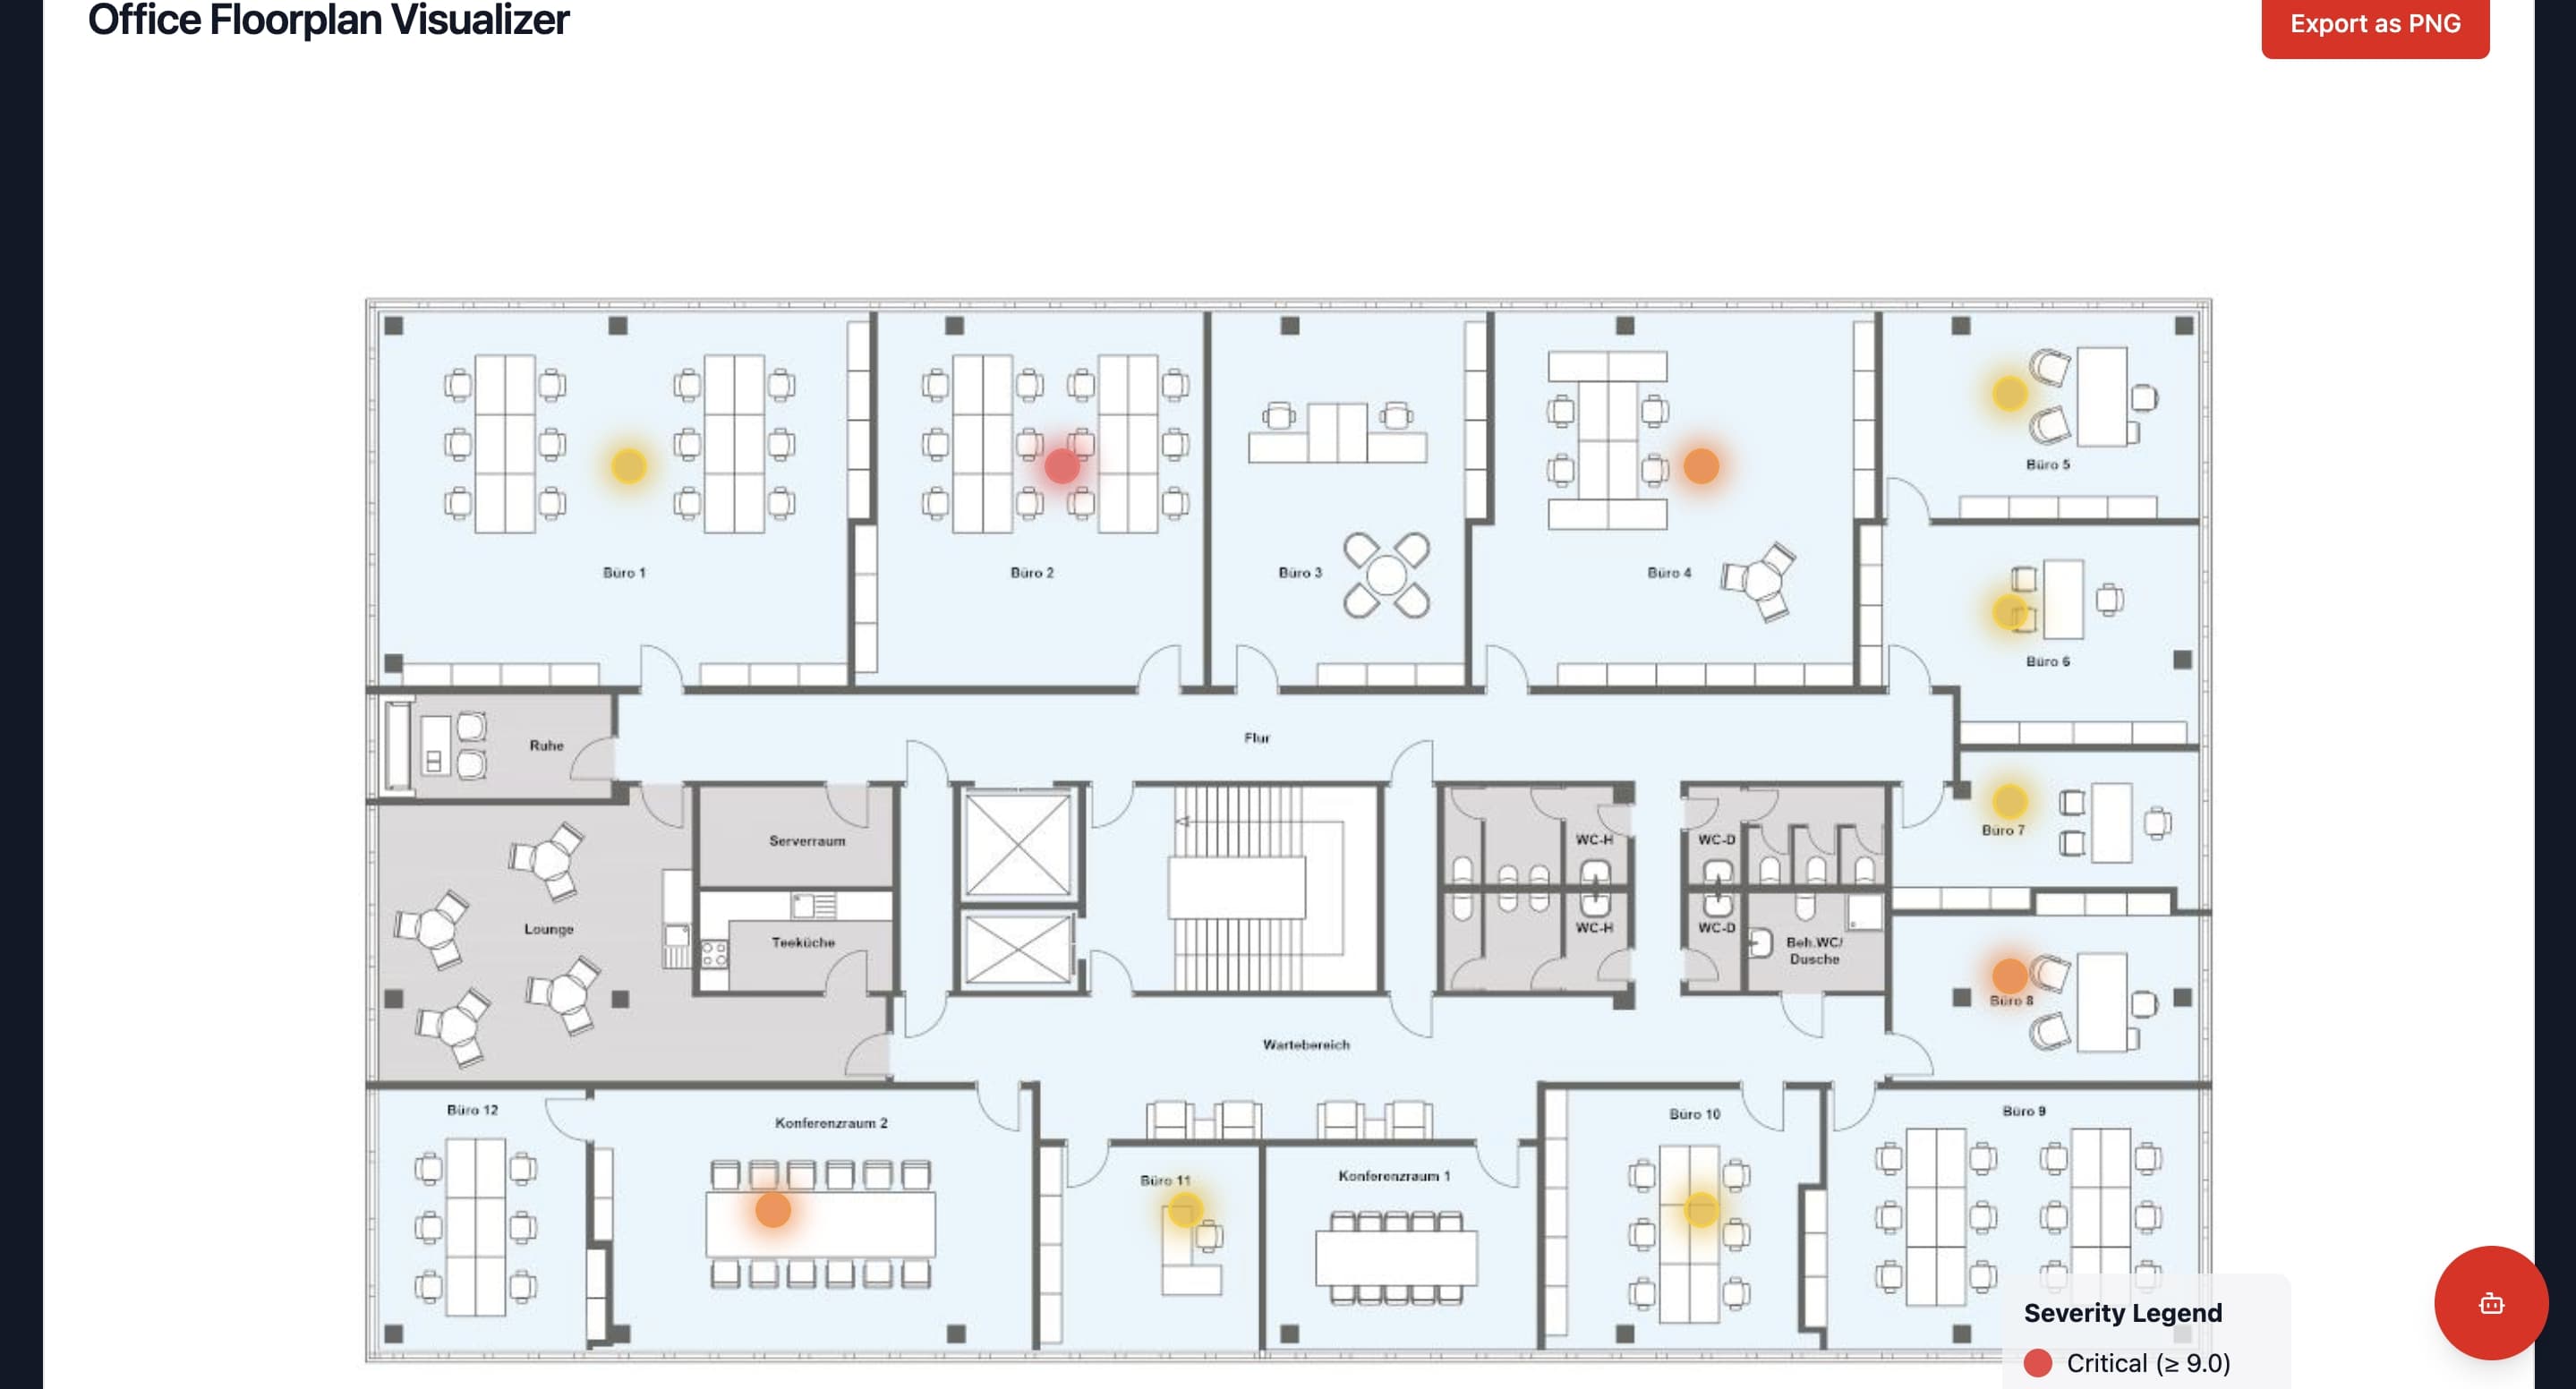 Office Floorplan Visualizer
Export as PNG
Büro 5
Büro 1
Büro 2
Büro 3
Büro 4
Büro 6
Ruhe
Flur
Büro 7
Serverraum
WC-H
WC-D
Lounge
Teeküche
WC-H
WC-D
Beh.WC/
Dusche
Büro 8
Wartebereich
Büro 12
Konferenzraum 2
Büro 10
Büro 9
Büro 11
Konferenzraum 1
Severity Legend
Critical (≥ 9.0)